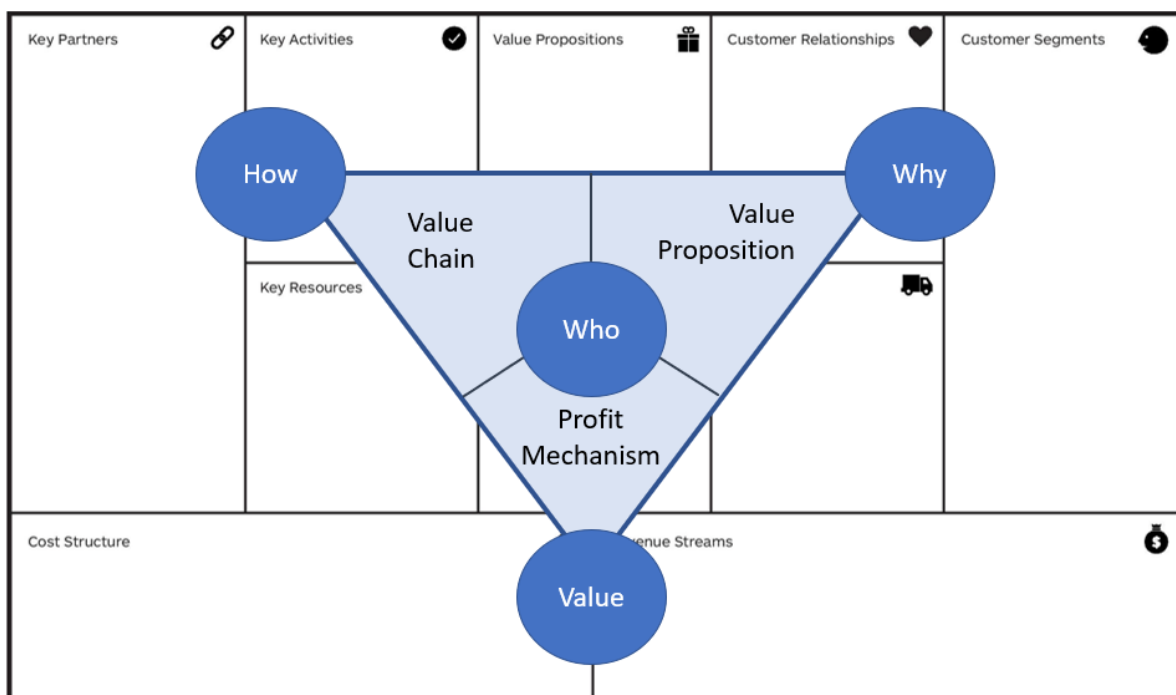 Key Partners
Key Activities
Value Propositions
Customer Relationships
Customer Segments
How
Why
Value
Chain
Value
Proposition
Key Resources
Who
Profit
Mechanism
Cost Structure
enue Streams
$
Value